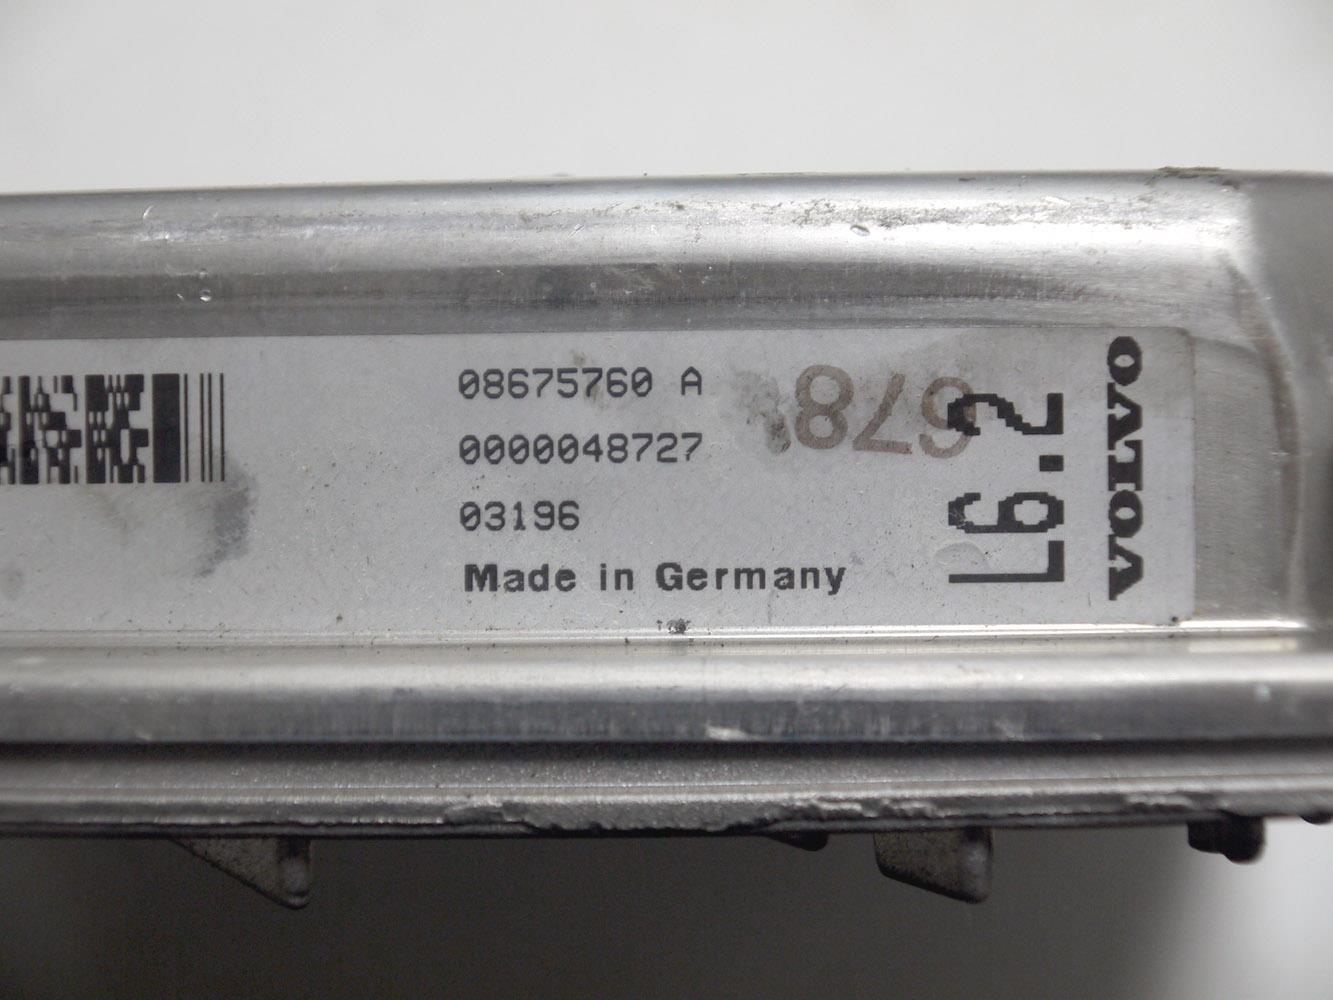 08675760 A
0000048727
03196
Made in Germany
678
L6.2
VOLVO